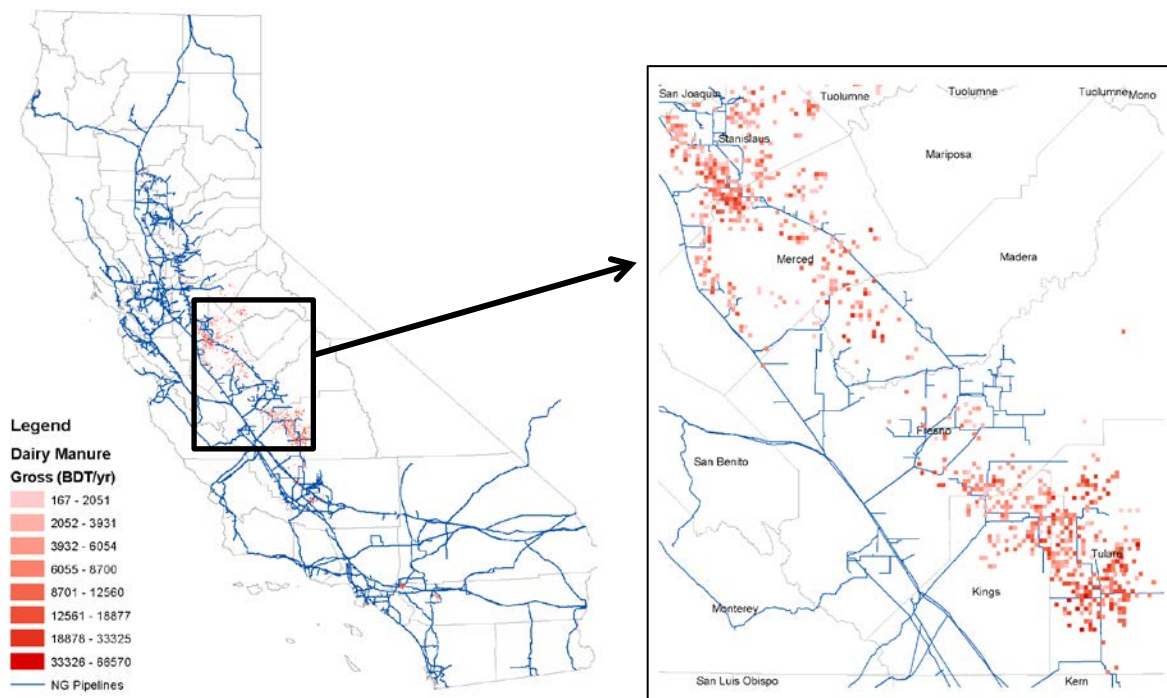 Legend
Dairy Manure
Gross (BDT/yr)
167 - 2051
2052 - 3931
3932 - 6054
6055 - 8700
8701 - 12560
12561 - 18877
18878 - 33325
33326 - 66570
NG Pipelines
San Joaquin
Tuolumne
Tuolumne
Tuolumne
Mono
Stanislaus
Mariposa
Merced
Madera
Fresno
San Benito
Tulare
Kings
Monterey
San Luis Obispo
Kern